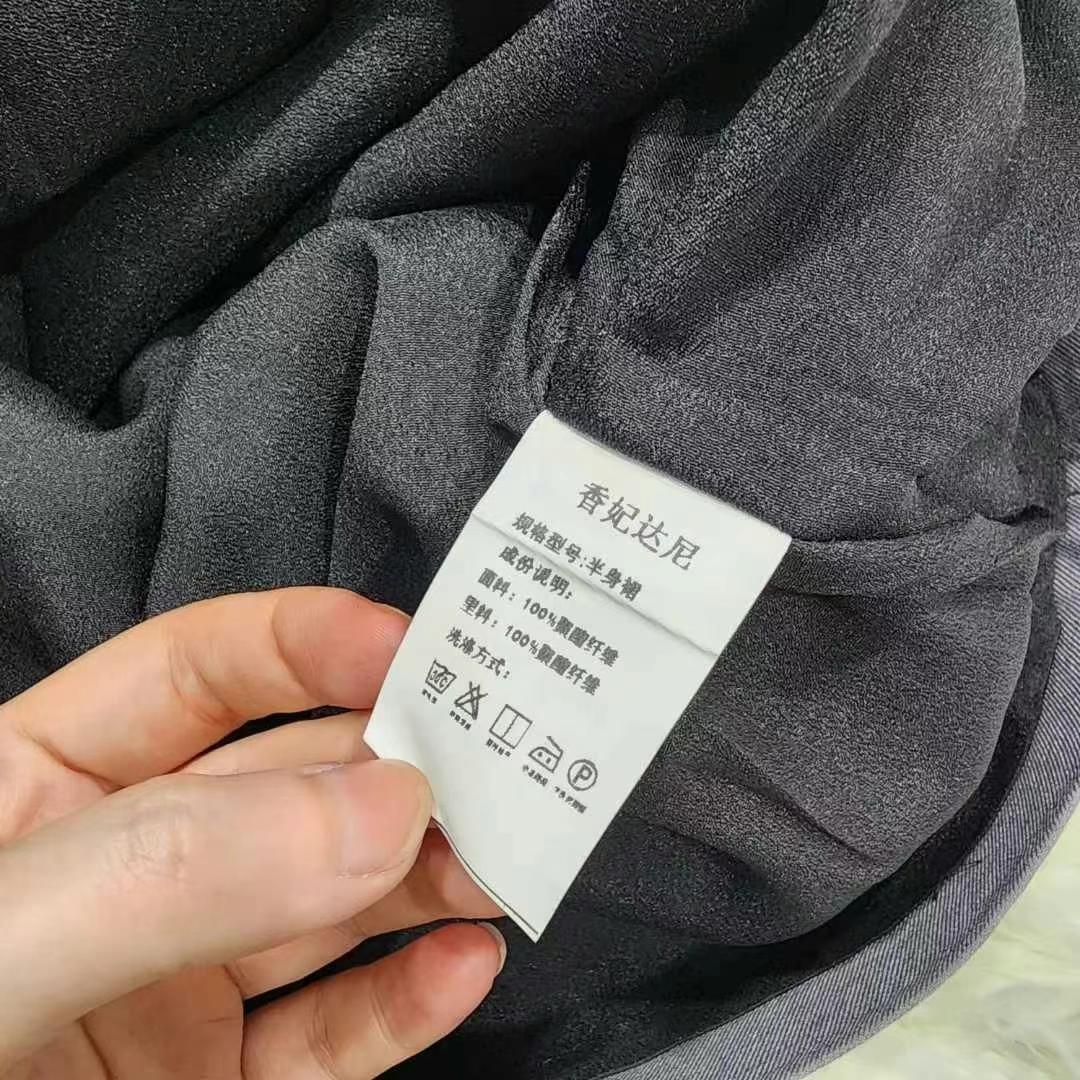 香妃达尼
规格型号:半身裙
成份说明:
面料:100%聚酯纤维
里料:100%聚酯纤维
洗涤方式:
P